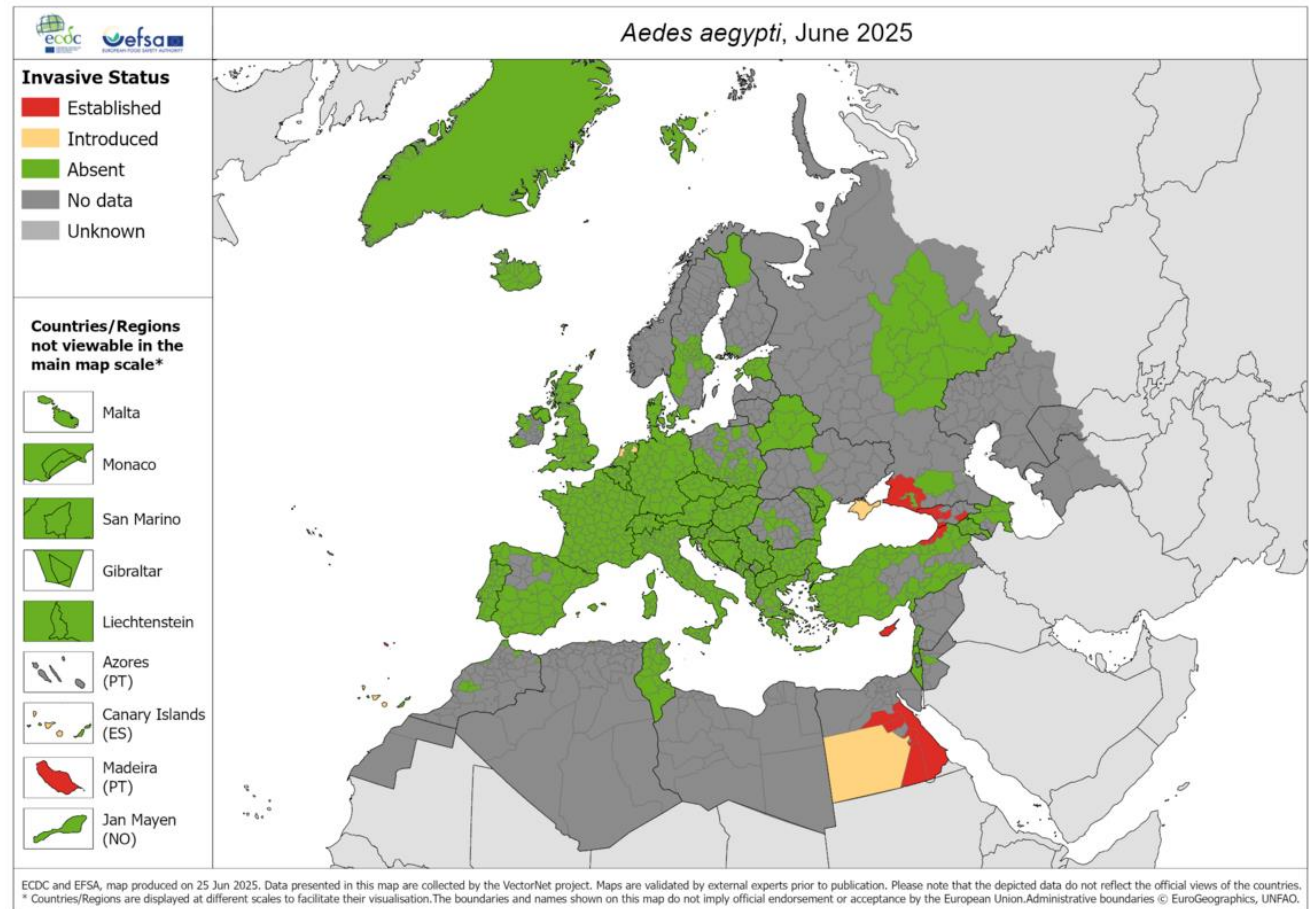 ecdc
efsa
EUROPEAN FOOD SAFETY AUTHORITY
Aedes aegypti, June 2025
Invasive Status
Established
Introduced
Absent
No data
Unknown
Countries/Regions
not viewable in the
main map scale*
Malta
Monaco
San Marino
Gibraltar
Liechtenstein
Azores
(PT)
Canary Islands
(ES)
Madeira
(PT)
Jan Mayen
(NO)
ECDC and EFSA, map produced on 25 Jun 2025. Data presented in this map are collected by the VectorNet project. Maps are validated by external experts prior to publication. Please note that the depicted data do not reflect the official views of the countries.
* Countries/Regions are displayed at different scales to facilitate their visualisation.The boundaries and names shown on this map do not imply official endorsement or acceptance by the European Union.Administrative boundaries © EuroGeographics, UNFAO.